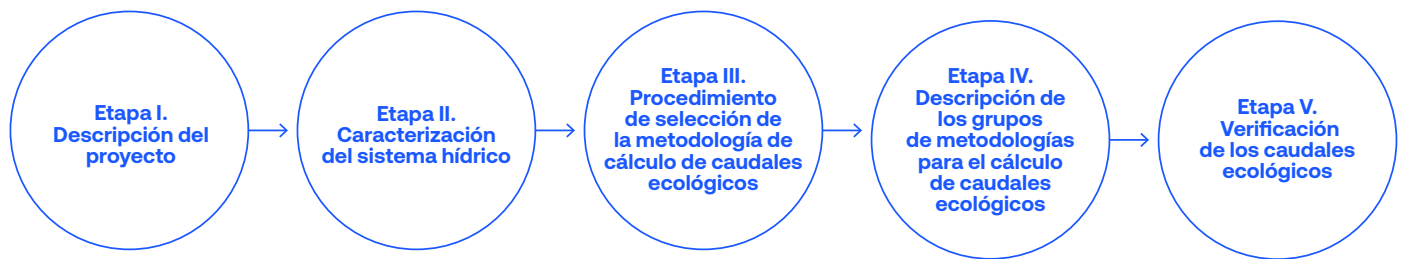 Etapa I.
Descripción del
proyecto
Etapa II.
Caracterización
del sistema hídrico
Etapa III.
Procedimiento
de selección de
la metodología de
cálculo de caudales
ecológicos
Etapa IV.
Descripción de
los grupos
de metodologías
para el cálculo
de caudales
ecológicos
Etapa V.
Verificación
de los caudales
ecológicos